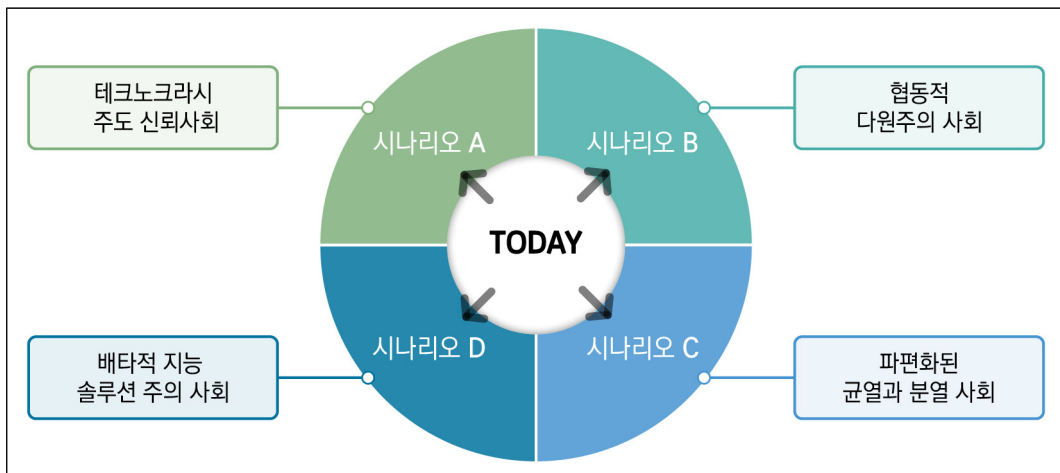 테크노크라시
주도 신뢰사회
협동적
다원주의 사회
시나리오 A
시나리오 B
TODAY
시나리오 D
시나리오 C
배타적 지능
솔루션 주의 사회
파편화된
균열과 분열 사회